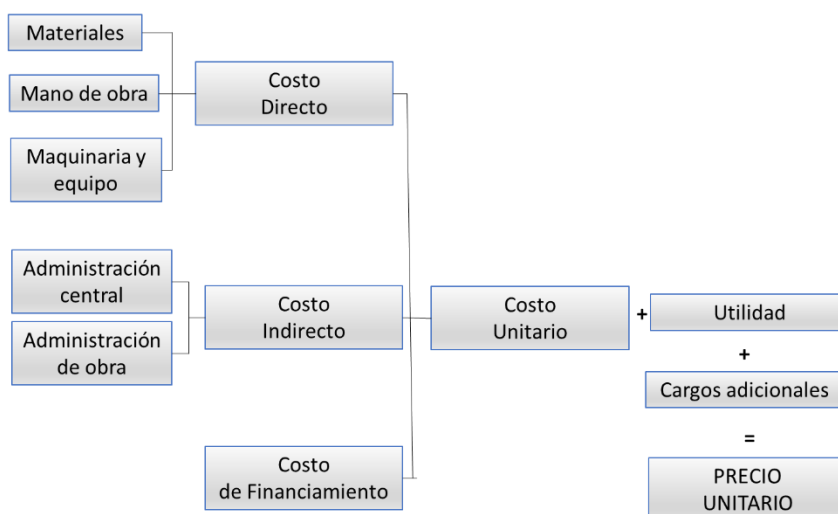 Materiales
Mano de obra
Maquinaria y
equipo
Costo
Directo
Administración
central
Administración
de obra
Costo
Indirecto
Costo
de Financiamiento
Costo
Unitario
+
Utilidad
+
Cargos adicionales
=
PRECIO
UNITARIO